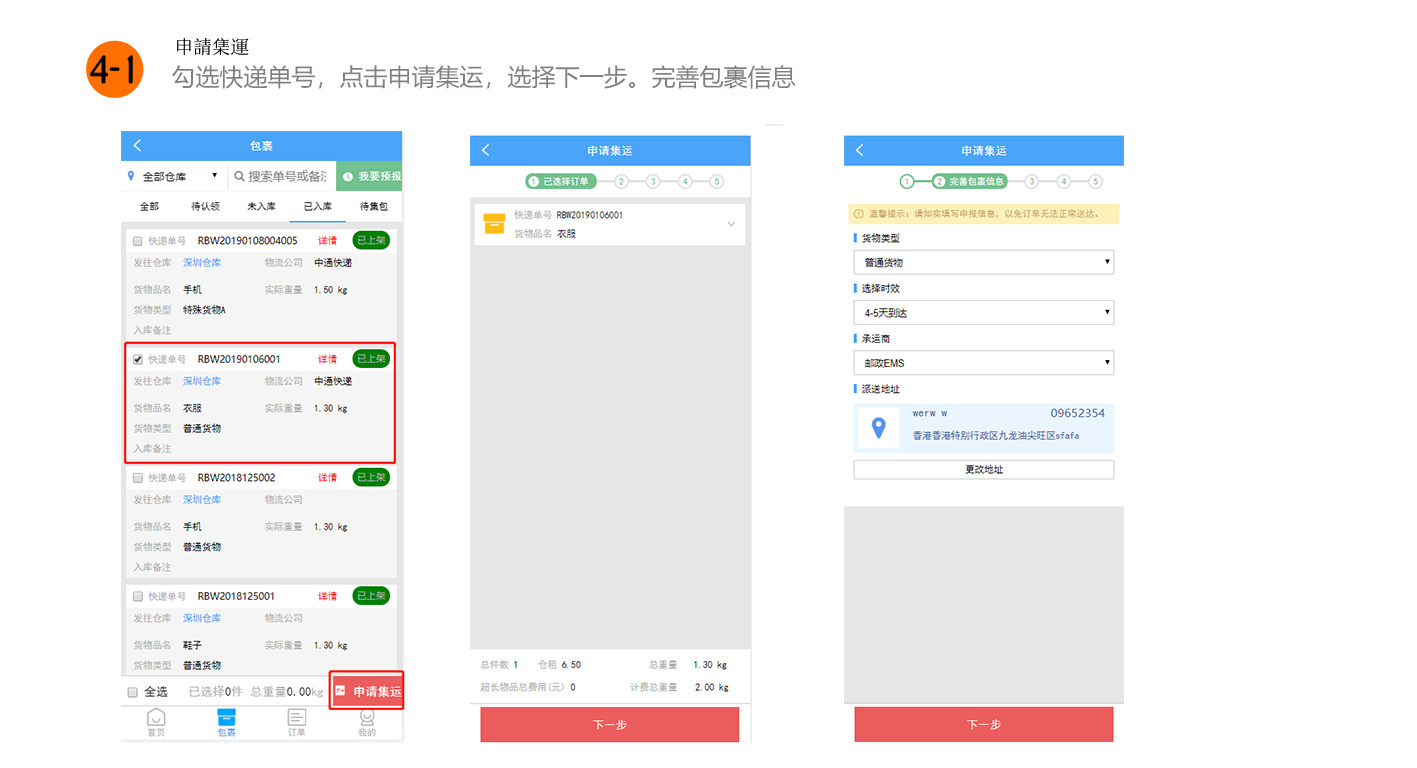 4-1
申請集運
勾选快递单号，点击申请集运，选择下一步。完善包裹信息
包裹
全部仓库 ▼ 搜索单号或备注 我要预报
全部 待认领 未入库 已入库 待集包
快递单号 RBW20190108004005 详情 已上架
发往仓库 深圳仓库 物流公司 中通快递
货物品名 手机 实际重量 1.50 kg
货物类型 特殊货物A
入库备注
快递单号 RBW20190106001 详情 已上架
发往仓库 深圳仓库 物流公司 中通快递
货物品名 衣服 实际重量 1.30 kg
货物类型 普通货物
入库备注
快递单号 RBW2018125002 详情 已上架
发往仓库 深圳仓库 物流公司
货物品名 手机 实际重量 1.30 kg
货物类型 普通货物
入库备注
快递单号 RBW2018125001 详情 已上架
发往仓库 深圳仓库 物流公司
货物品名 鞋子 实际重量 1.30 kg
货物类型 普通货物
全选 已选择0件 总重量0.00kg 申请集运
首页 包裹 订单 我的
申请集运
1 已选择订单 2 3 4 5
快递单号 RBW20190106001
货物品名 衣服
总件数 1 仓租 6.50 总重量 1.30 kg
超长物品总费用(元) 0 计费总重量 2.00 kg
下一步
申请集运
1 2 完善包裹信息 3 4 5
温馨提示：请如实填写申报信息，以免订单无法正常送达。
货物类型
普通货物
选择时效
4-5天到达
承运商
邮政EMS
派送地址
werw w 09652354
香港香港特别行政区九龙油尖旺区sfafa
更改地址
下一步